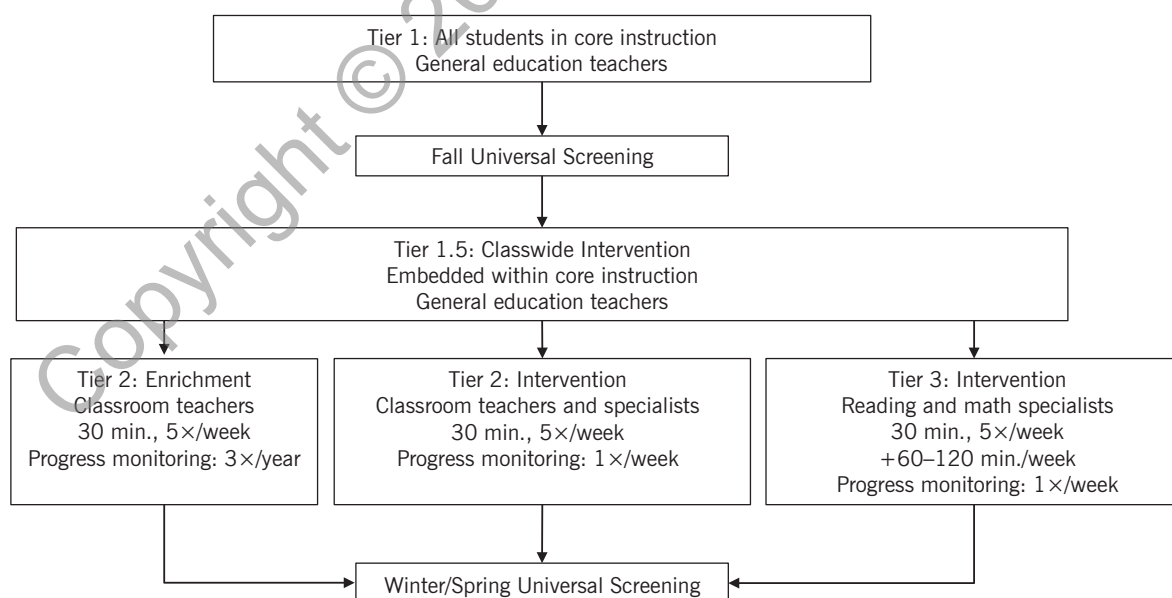 Tier 1: All students in core instruction
General education teachers
Fall Universal Screening
Tier 1.5: Classwide Intervention
Embedded within core instruction
General education teachers
Tier 2: Enrichment
Classroom teachers
30 min., 5×/week
Progress monitoring: 3×/year
Tier 2: Intervention
Classroom teachers and specialists
30 min., 5×/week
Progress monitoring: 1×/week
Tier 3: Intervention
Reading and math specialists
30 min., 5×/week
+60–120 min./week
Progress monitoring: 1×/week
Winter/Spring Universal Screening
Copyright © 2